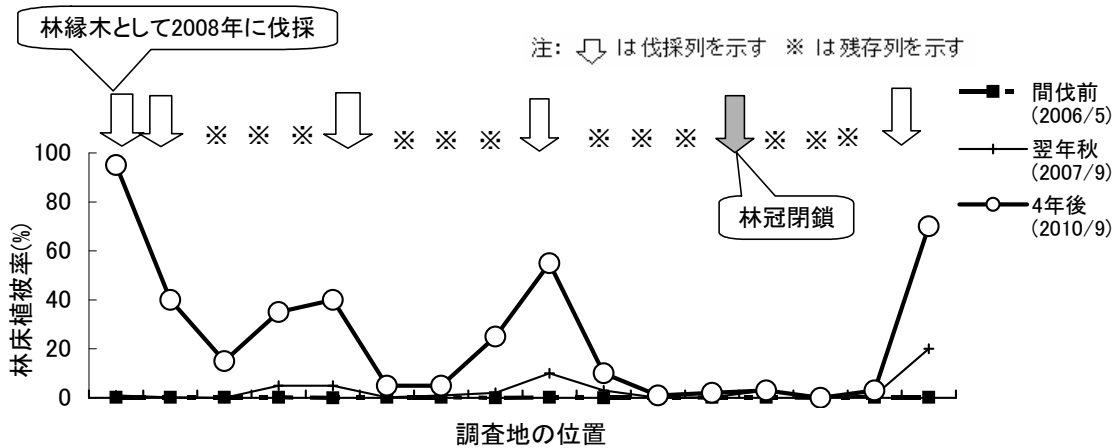 林縁木として2008年に伐採
注: は伐採列を示す ※ は残存列を示す
※ ※ ※ ※ ※ ※ ※ ※ ※ ※ ※ ※
間伐前
(2006/5)
翌年秋
(2007/9)
4年後
(2010/9)
林冠閉鎖
林床植被率(%)
100
80
60
40
20
0
調査地の位置